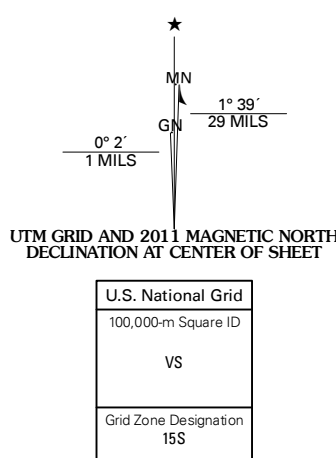 ★
MN
1° 39´
GN
29 MILS
0° 2´
1 MILS
UTM GRID AND 2011 MAGNETIC NORTH
DECLINATION AT CENTER OF SHEET
U.S. National Grid
100,000-m Square ID
VS
Grid Zone Designation
15S